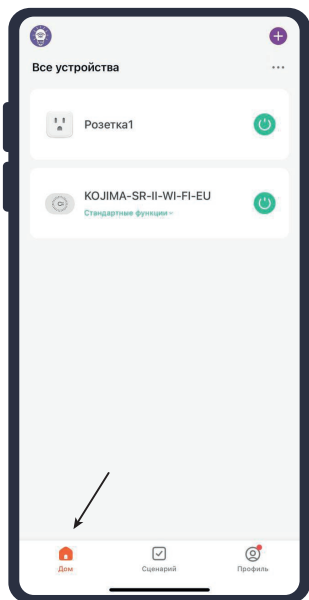 Все устройства
Розетка1
KOJIMA-SR-II-WI-FI-EU
Стандартные функции
Дом
Сценарий
Профиль